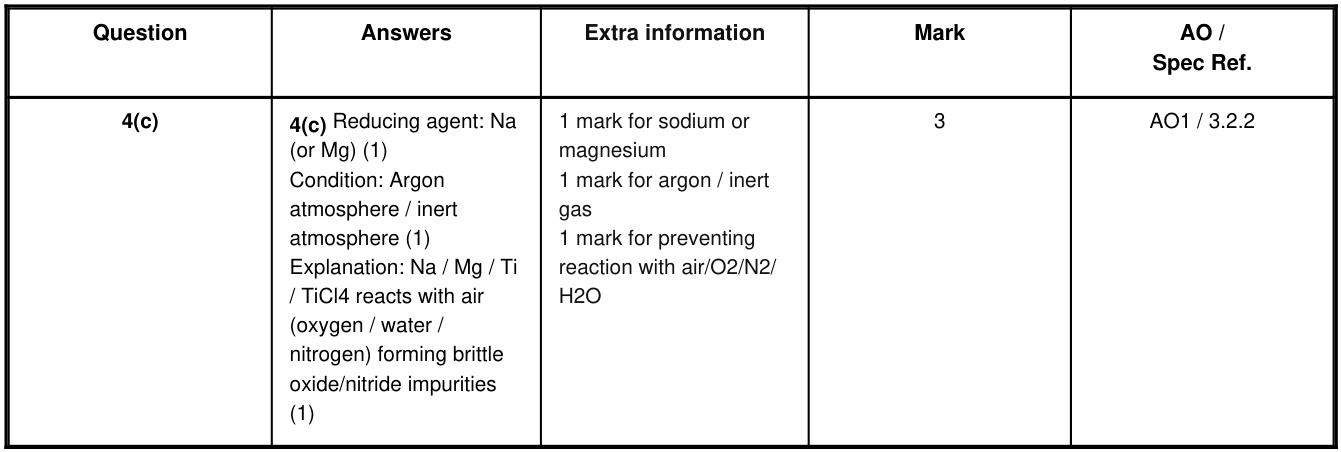 Question Answers Extra information Mark AO /
Spec Ref.
4(c)
4(c) Reducing agent: Na
(or Mg) (1)
Condition: Argon
atmosphere / inert
atmosphere (1)
Explanation: Na / Mg / Ti
/ TiCl4 reacts with air
(oxygen / water /
nitrogen) forming brittle
oxide/nitride impurities
(1)
1 mark for sodium or
magnesium
1 mark for argon / inert
gas
1 mark for preventing
reaction with air/O2/N2/
H2O
3
AO1 / 3.2.2